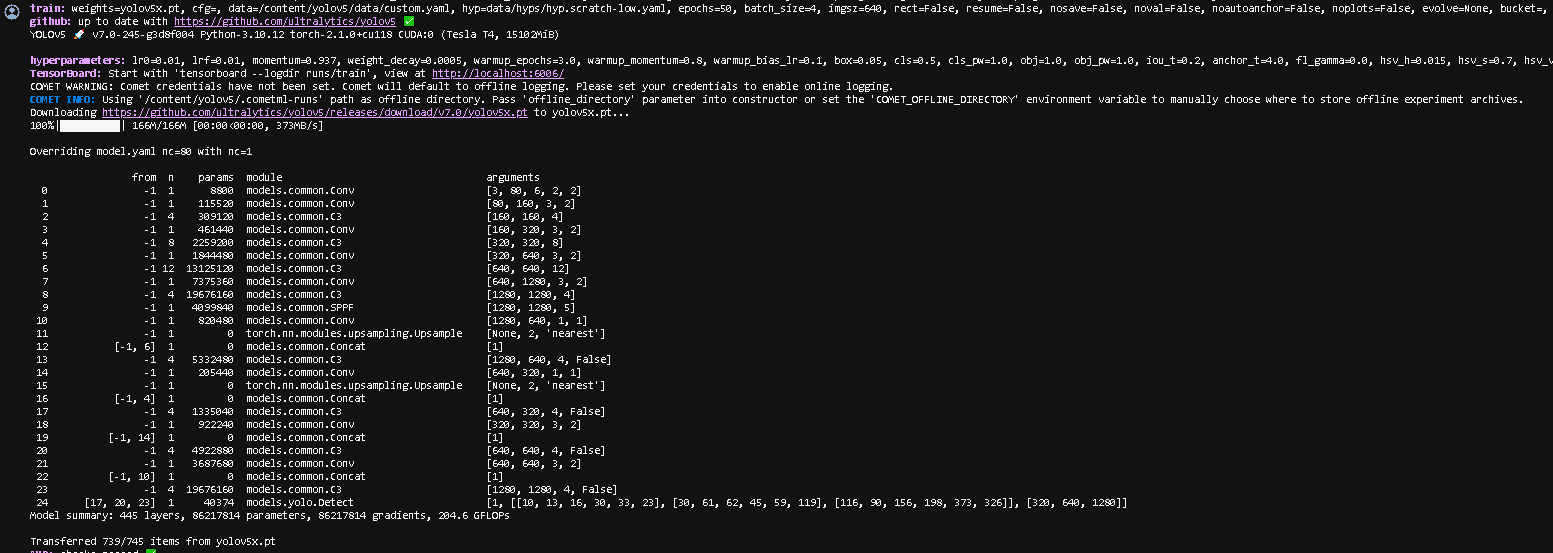 train: weights=yolov5x.pt, cfg=, data=/content/yolov5/data/custom.yaml, hyp=data/hyps/hyp.scratch-low.yaml, epochs=50, batch_size=4, imgsz=640, rect=False, resume=False, nosave=False, noval=False, noautoanchor=False, noplots=False, evolve=None, bucket=,
github: up to date with https://github.com/ultralytics/yolov5 ✅
YOLOv5 🚀 v7.0-245-g3d8f004 Python-3.10.12 torch-2.1.0+cu118 CUDA:0 (Tesla T4, 15102MiB)
hyperparameters: lr0=0.01, lrf=0.01, momentum=0.937, weight_decay=0.0005, warmup_epochs=3.0, warmup_momentum=0.8, warmup_bias_lr=0.1, box=0.05, cls=0.5, cls_pw=1.0, obj=1.0, obj_pw=1.0, iou_t=0.2, anchor_t=4.0, fl_gamma=0.0, hsv_h=0.015, hsv_s=0.7, hsv_v
TensorBoard: Start with 'tensorboard --logdir runs/train', view at http://localhost:6006/
COMET WARNING: Comet credentials have not been set. Comet will default to offline logging. Please set your credentials to enable online logging.
COMET INFO: Using '/content/yolov5/.cometml-runs' path as offline directory. Pass 'offline_directory' parameter into constructor or set the 'COMET_OFFLINE_DIRECTORY' environment variable to manually choose where to store offline experiment archives.
Downloading https://github.com/ultralytics/yolov5/releases/download/v7.0/yolov5x.pt to yolov5x.pt...
100%|██████████| 166M/166M [00:00<00:00, 373MB/s]
Overriding model.yaml nc=80 with nc=1
from n params module arguments
0 -1 1 8800 models.common.Conv [3, 80, 6, 2, 2]
1 -1 1 115520 models.common.Conv [80, 160, 3, 2]
2 -1 4 309120 models.common.C3 [160, 160, 4]
3 -1 1 461440 models.common.Conv [160, 320, 3, 2]
4 -1 8 2259200 models.common.C3 [320, 320, 8]
5 -1 1 1844480 models.common.Conv [320, 640, 3, 2]
6 -1 12 13125120 models.common.C3 [640, 640, 12]
7 -1 1 7375360 models.common.Conv [640, 1280, 3, 2]
8 -1 4 19676160 models.common.C3 [1280, 1280, 4]
9 -1 1 4099840 models.common.SPPF [1280, 1280, 5]
10 -1 1 820480 models.common.Conv [1280, 640, 1, 1]
11 -1 1 0 torch.nn.modules.upsampling.Upsample [None, 2, 'nearest']
12 [-1, 6] 1 0 models.common.Concat [1]
13 -1 4 5332480 models.common.C3 [1280, 640, 4, False]
14 -1 1 205440 models.common.Conv [640, 320, 1, 1]
15 -1 1 0 torch.nn.modules.upsampling.Upsample [None, 2, 'nearest']
16 [-1, 4] 1 0 models.common.Concat [1]
17 -1 4 1335040 models.common.C3 [640, 320, 4, False]
18 -1 1 922240 models.common.Conv [320, 320, 3, 2]
19 [-1, 14] 1 0 models.common.Concat [1]
20 -1 4 4922880 models.common.C3 [640, 640, 4, False]
21 -1 1 3687680 models.common.Conv [640, 640, 3, 2]
22 [-1, 10] 1 0 models.common.Concat [1]
23 -1 4 19676160 models.common.C3 [1280, 1280, 4, False]
24 [17, 20, 23] 1 40374 models.yolo.Detect [1, [[10, 13, 16, 30, 33, 23], [30, 61, 62, 45, 59, 119], [116, 90, 156, 198, 373, 326]], [320, 640, 1280]]
Model summary: 445 layers, 86217814 parameters, 86217814 gradients, 204.6 GFLOPs
Transferred 739/745 items from yolov5x.pt